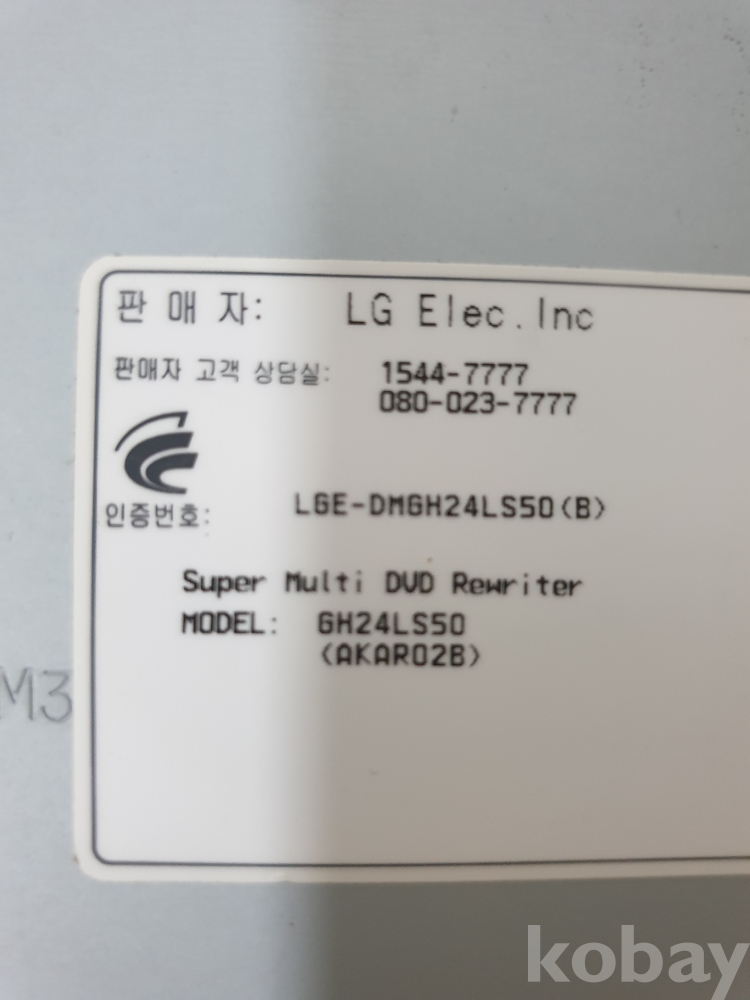 판 매 자: LG Elec.Inc
판매자 고객 상담실: 1544-7777
080-023-7777
인증번호: LGE-DMGH24LS50(B)
Super Multi DVD Rewriter
MODEL: GH24LS50
(AKAR02B)
M3
kobay